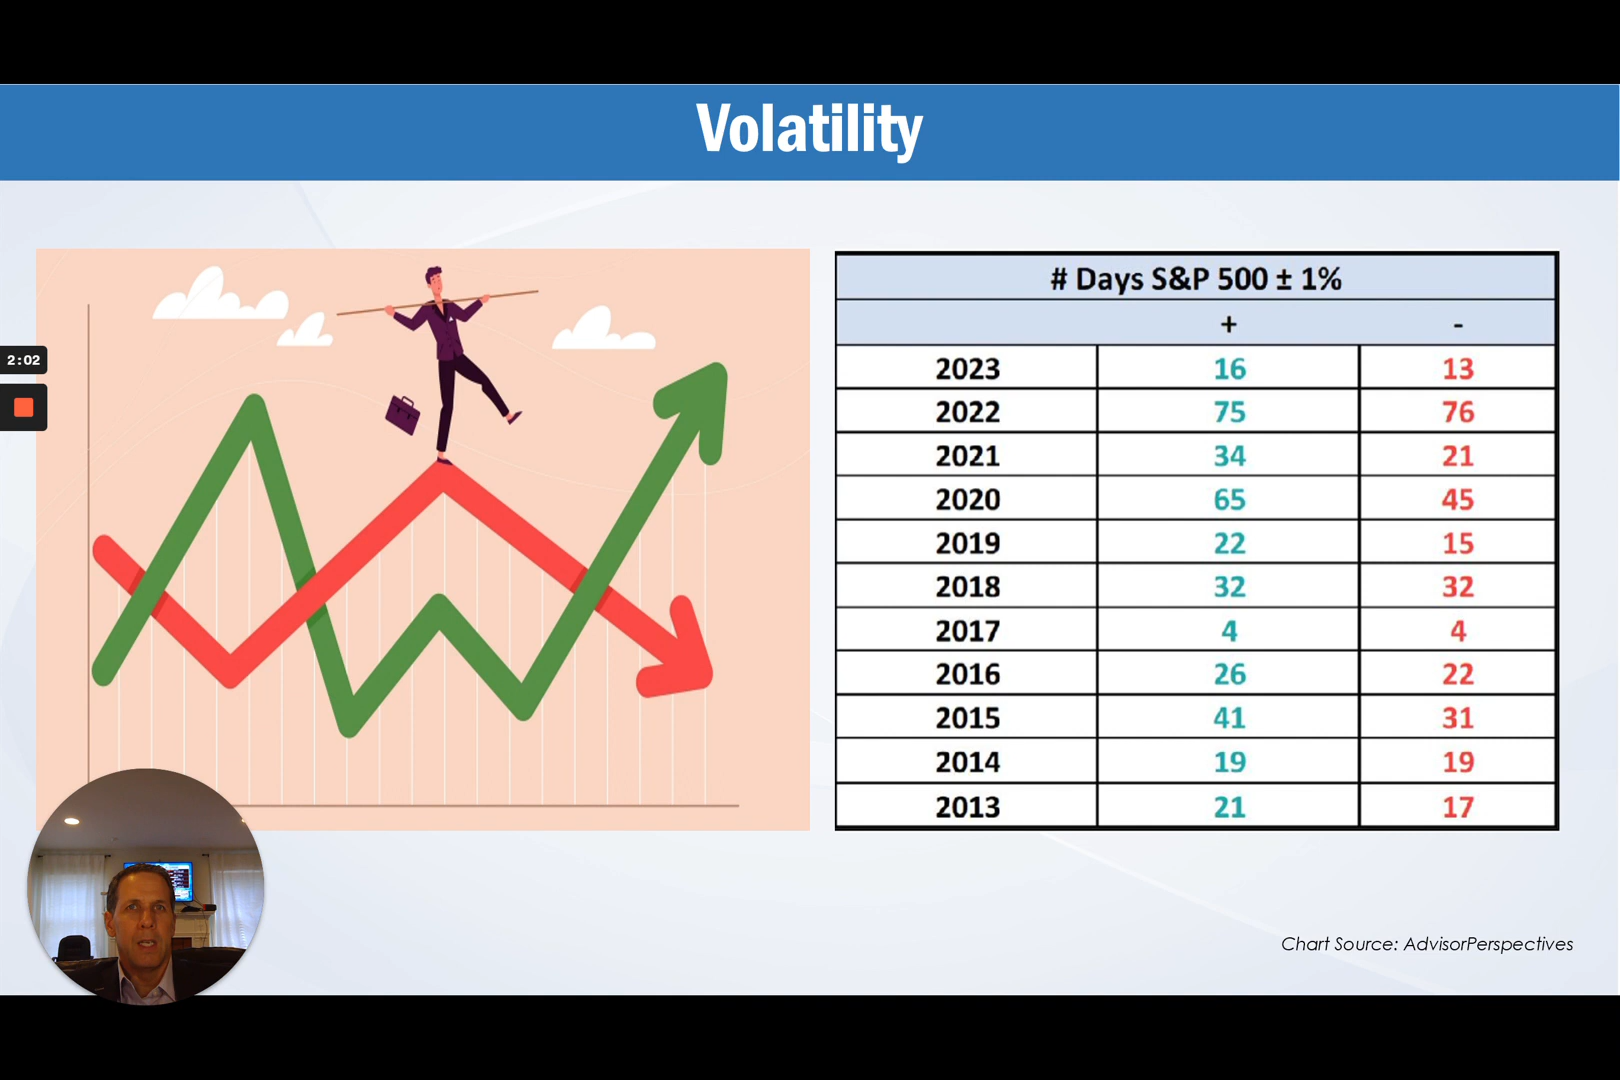 Volatility
2:02
# Days S&P 500 ± 1%
+ -
2023 16 13
2022 75 76
2021 34 21
2020 65 45
2019 22 15
2018 32 32
2017 4 4
2016 26 22
2015 41 31
2014 19 19
2013 21 17
Chart Source: AdvisorPerspectives